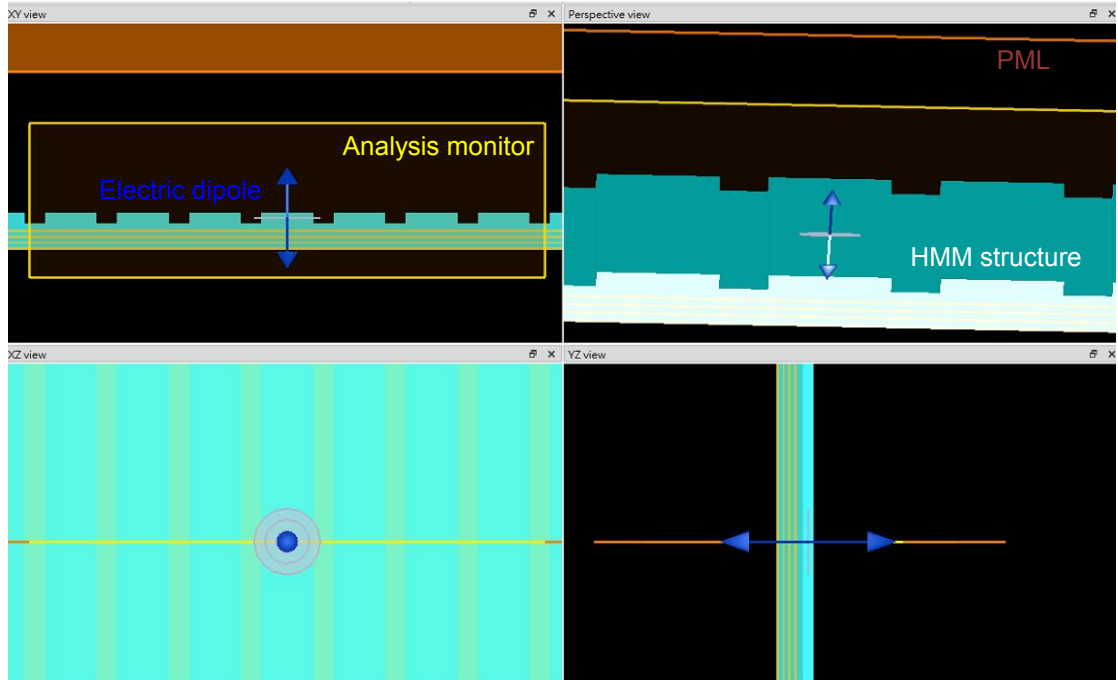 XY view
Perspective view
PML
Analysis monitor
Electric dipole
HMM structure
XZ view
YZ view